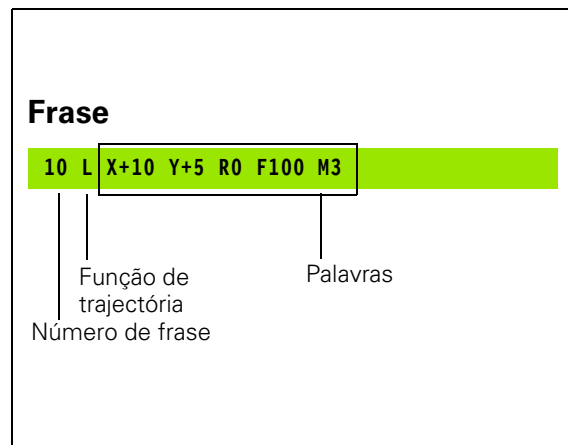 Frase
10 L X+10 Y+5 R0 F100 M3
Função de
trajectória
Palavras
Número de frase